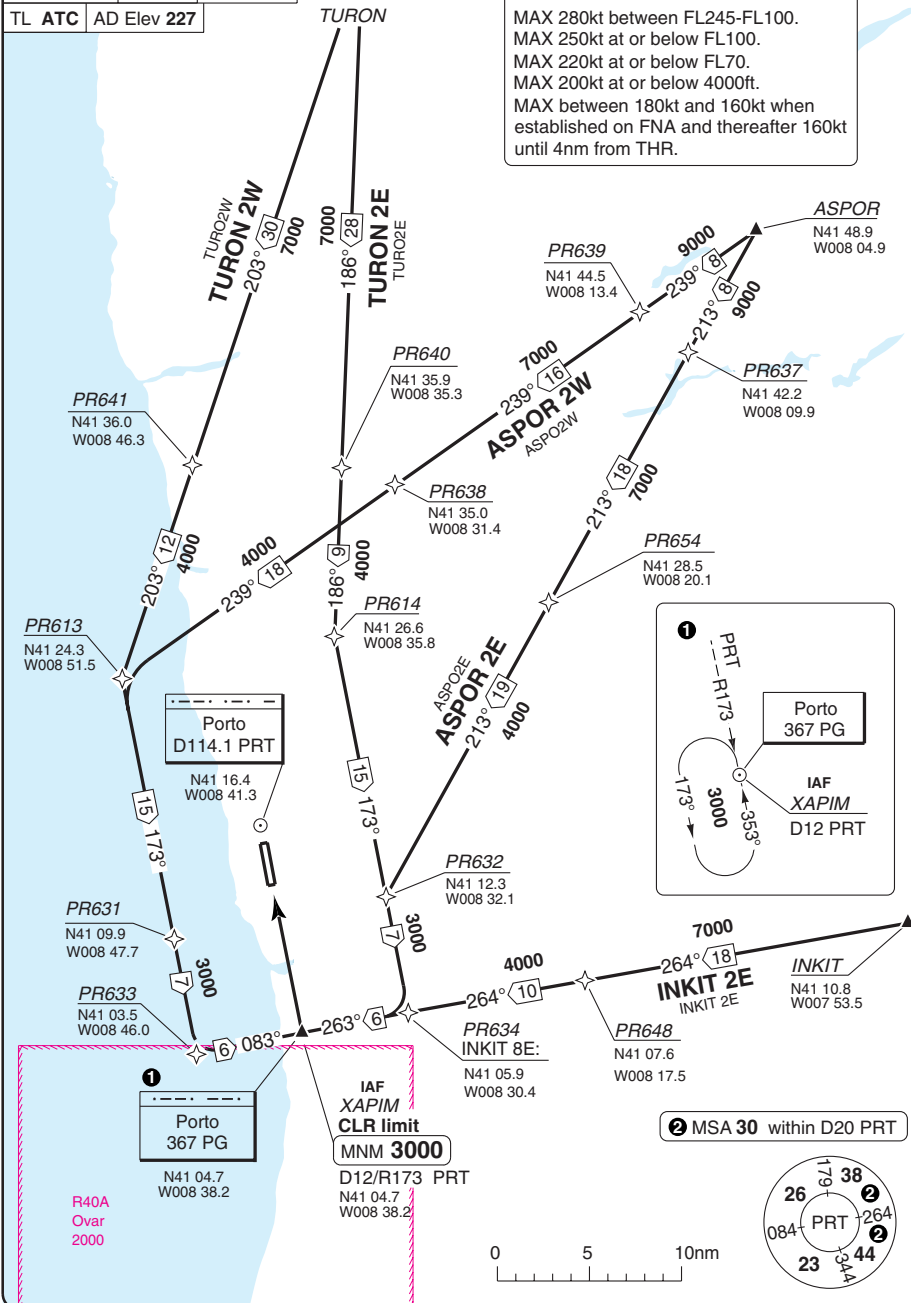 TL ATC
AD Elev 227
TURON
MAX 280kt between FL245-FL100.
MAX 250kt at or below FL100.
MAX 220kt at or below FL70.
MAX 200kt at or below 4000ft.
MAX between 180kt and 160kt when
established on FNA and thereafter 160kt
until 4nm from THR.
TURO2W
TURON 2W
203° 30
7000
7000
186° 28
TURON 2E
TURO2E
ASPOR
N41 48.9
W008 04.9
9000
239° 8
213° 8
9000
PR639
N41 44.5
W008 13.4
PR637
N41 42.2
W008 09.9
7000
239° 16
ASPOR 2W
ASPO2W
PR640
N41 35.9
W008 35.3
PR641
N41 36.0
W008 46.3
PR638
N41 35.0
W008 31.4
213° 18
7000
203° 12
4000
4000
239° 18
186° 9
4000
PR654
N41 28.5
W008 20.1
PR614
N41 26.6
W008 35.8
PR613
N41 24.3
W008 51.5
ASPO2E
ASPOR 2E
213° 19
4000
Porto
D114.1 PRT
N41 16.4
W008 41.3
15 173°
15 173°
1
PRT
R173
Porto
367 PG
173°
3000
353°
IAF
XAPIM
D12 PRT
PR632
N41 12.3
W008 32.1
3000
7
PR631
N41 09.9
W008 47.7
3000
7
7000
264° 18
INKIT 2E
INKIT 2E
INKIT
N41 10.8
W007 53.5
4000
264° 10
PR648
N41 07.6
W008 17.5
PR634
INKIT 8E:
N41 05.9
W008 30.4
263° 6
PR633
N41 03.5
W008 46.0
6 083°
1
Porto
367 PG
N41 04.7
W008 38.2
IAF
XAPIM
CLR limit
MNM 3000
D12/R173 PRT
N41 04.7
W008 38.2
R40A
Ovar
2000
2 MSA 30 within D20 PRT
179
38
2
26
264
PRT
084
2
44
23
344
0 5 10nm